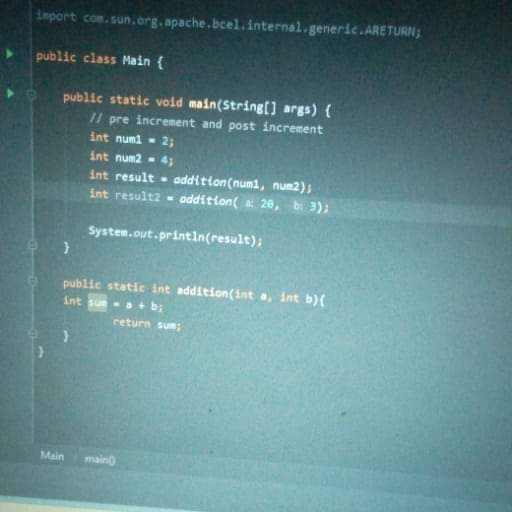 import com.sun.org.apache.bcel.internal.generic.ARETURN;
public class Main {
public static void main(String[] args) {
// pre increment and post increment
int num1 = 2;
int num2 = 4;
int result = addition(num1, num2);
int result2 = addition( a: 20, b: 3);
System.out.println(result);
}
public static int addition(int a, int b){
int sum = a + b;
return sum;
}
}
Main main()